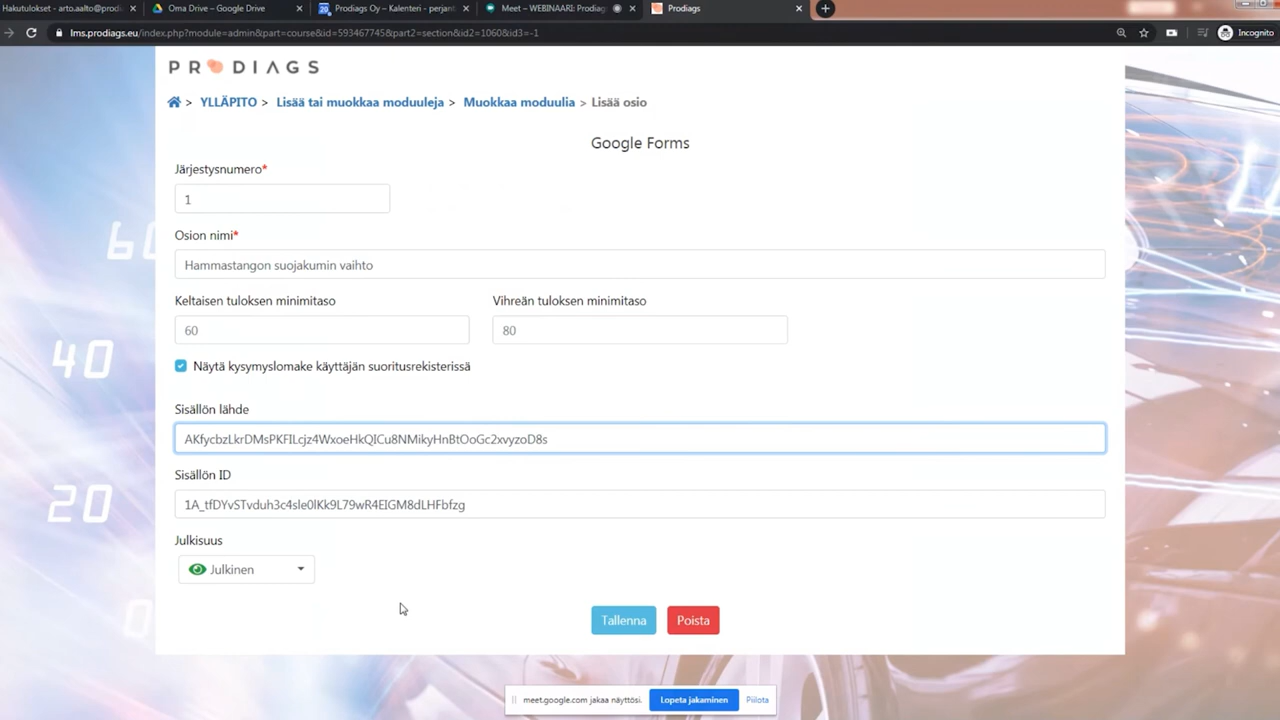 Hakutulokset - arto.aalto@prodi
Oma Drive – Google Drive
Prodiags Oy – Kalenteri - perjant
Meet – WEBINAARI: Prodiags
Prodiags
lms.prodiags.eu/index.php?module=admin&part=course&id=593467745&part2=section&id2=1060&id3=-1
Incognito
PRODIAGS
> YLLÄPITO > Lisää tai muokkaa moduuleja > Muokkaa moduulia > Lisää osio
Google Forms
Järjestysnumero*
1
Osion nimi*
Hammastangon suojakumin vaihto
Keltaisen tuloksen minimitaso
Vihreän tuloksen minimitaso
60
80
Näytä kysymyslomake käyttäjän suoritusrekisterissä
Sisällön lähde
AKfycbzLkrDMsPKFILcjz4WxoeHkQICu8NMikyHnBtOoGc2xvyzoD8s
Sisällön ID
1A_tfDYvSTvduh3c4sle0lKk9L79wR4EIGM8dLHFbfzg
Julkisuus
Julkinen
Tallenna
Poista
meet.google.com jakaa näyttösi.
Lopeta jakaminen
Piilota
60
40
20
0